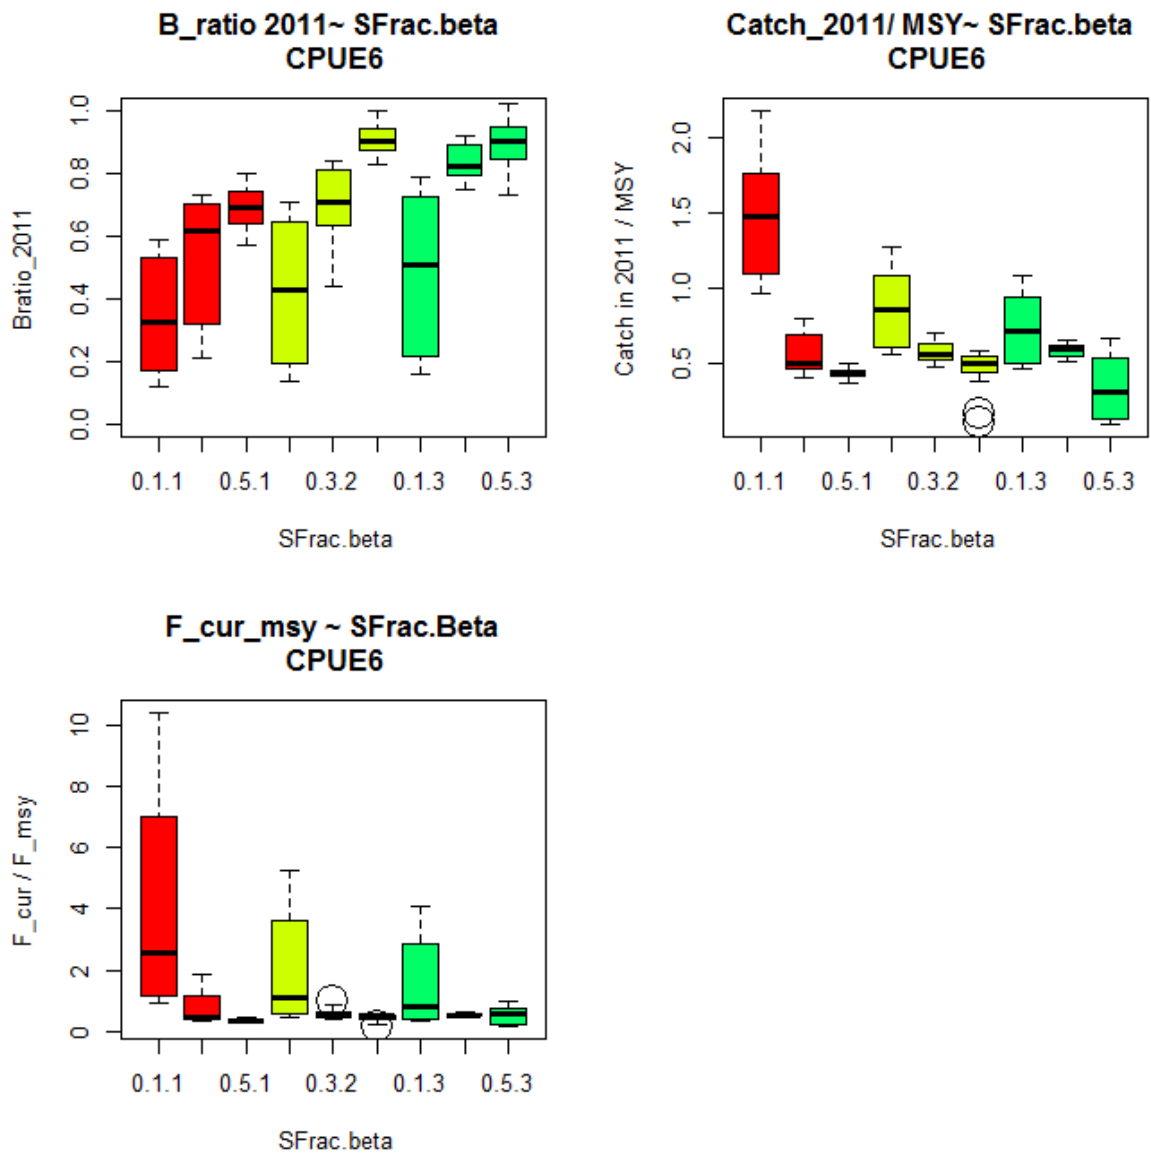 B_ratio 2011~ SFrac.beta
CPUE6
Bratio_2011
1.0
0.8
0.6
0.4
0.2
0.0
0.1.1 0.5.1 0.3.2 0.1.3 0.5.3
SFrac.beta
Catch_2011/ MSY~ SFrac.beta
CPUE6
Catch in 2011 / MSY
2.0
1.5
1.0
0.5
0.1.1 0.5.1 0.3.2 0.1.3 0.5.3
SFrac.beta
F_cur_msy ~ SFrac.Beta
CPUE6
F_cur / F_msy
10
8
6
4
2
0
0.1.1 0.5.1 0.3.2 0.1.3 0.5.3
SFrac.beta